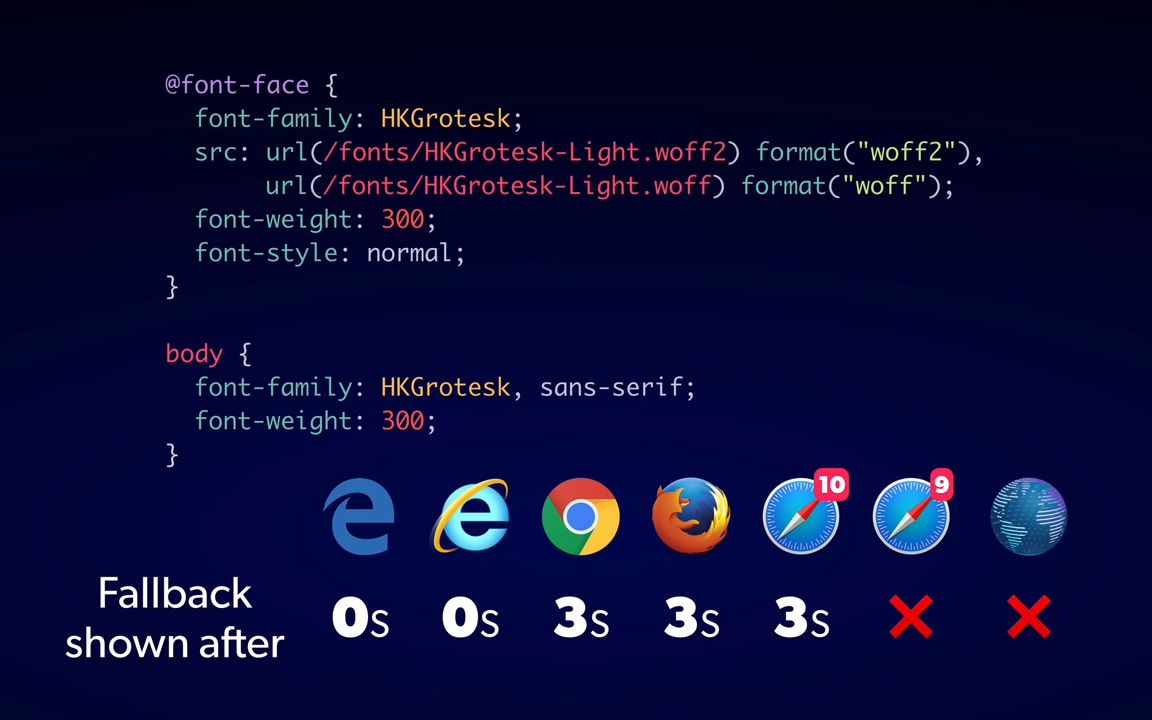 @font-face {
  font-family: HKGrotesk;
  src: url(/fonts/HKGrotesk-Light.woff2) format("woff2"),
       url(/fonts/HKGrotesk-Light.woff) format("woff");
  font-weight: 300;
  font-style: normal;
}
body {
  font-family: HKGrotesk, sans-serif;
  font-weight: 300;
}
10 9
Fallback
shown after
0s 0s 3s 3s 3s